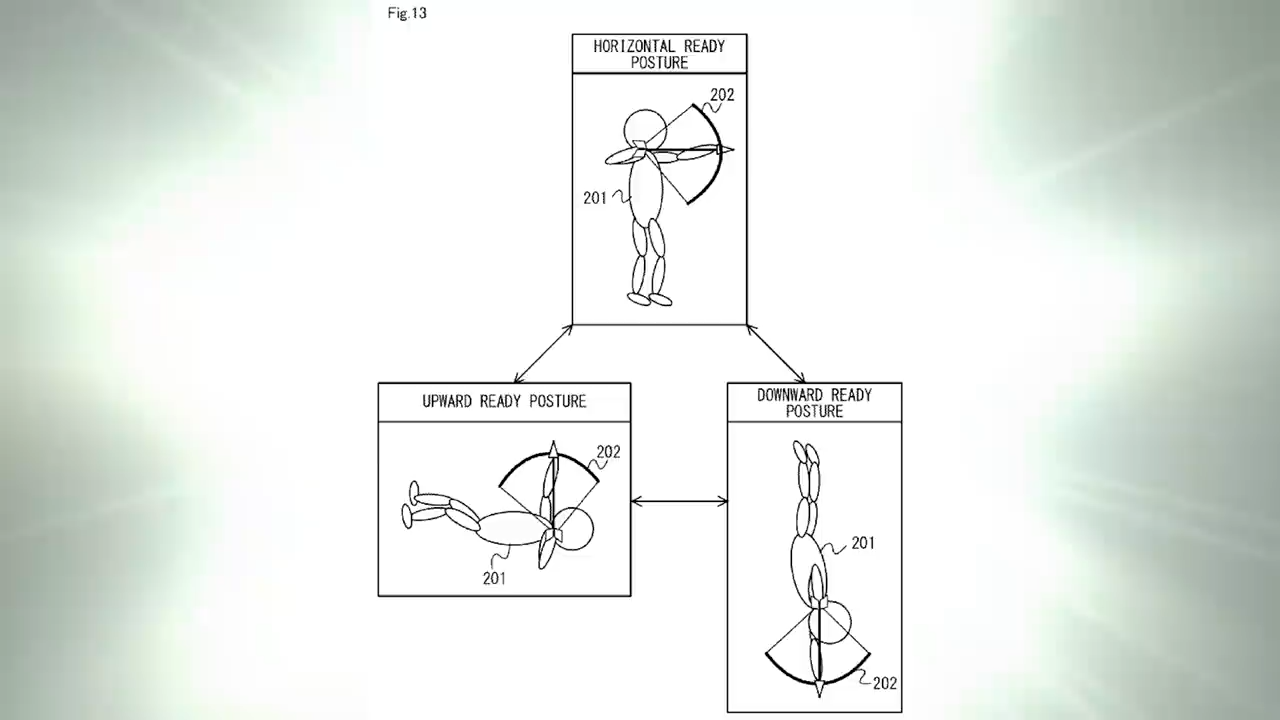 Fig.13
HORIZONTAL READY
POSTURE
202
201
UPWARD READY POSTURE
202
201
DOWNWARD READY
POSTURE
201
202